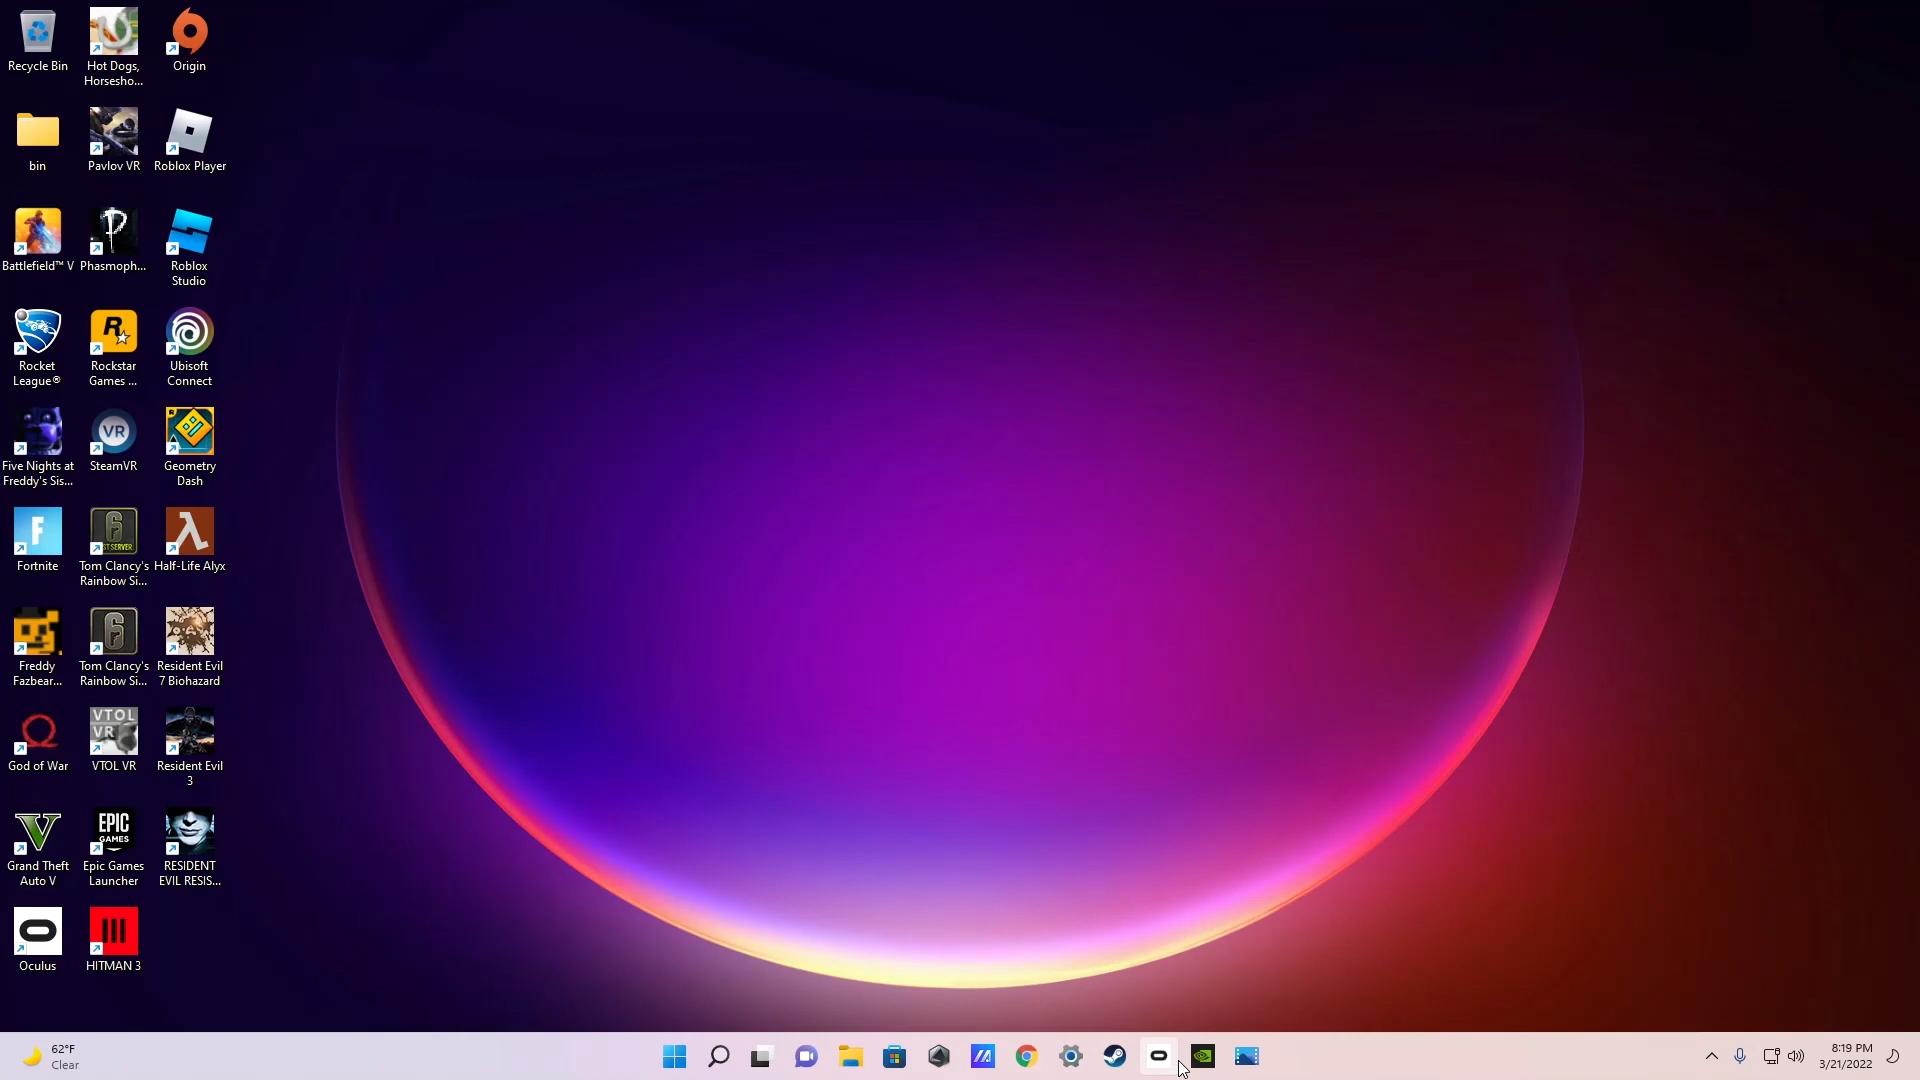 Recycle Bin
Hot Dogs,
Horsesho...
Origin
bin
Pavlov VR
Roblox Player
Battlefield™ V
Phasmoph...
Roblox
Studio
Rocket
League®
R
Rockstar
Games ...
Ubisoft
Connect
Five Nights at
Freddy's Sis...
VR
SteamVR
Geometry
Dash
F
Fortnite
6
ST SERVER
Tom Clancy's
Rainbow Si...
λ
Half-Life Alyx
Freddy
Fazbear...
6
Tom Clancy's
Rainbow Si...
Resident Evil
7 Biohazard
God of War
VTOL
VR
VTOL VR
Resident Evil
3
V
Grand Theft
Auto V
EPIC
GAMES
Epic Games
Launcher
RESIDENT
EVIL RESIS...
Oculus
HITMAN 3
62°F
Clear
8:19 PM
3/21/2022